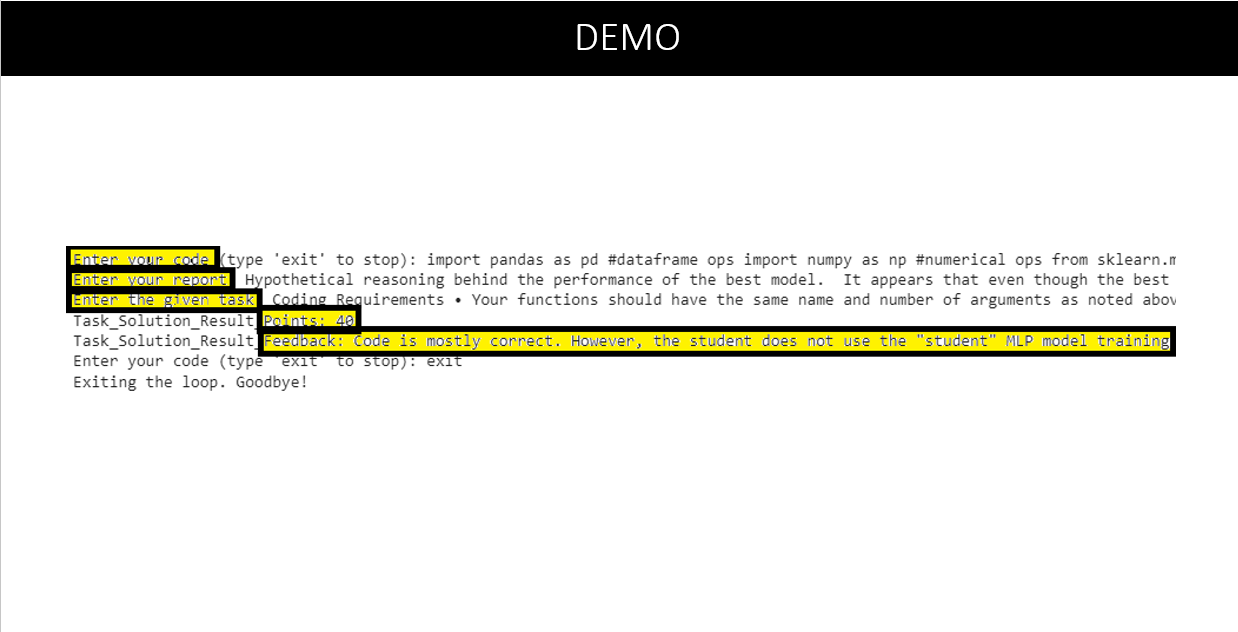 DEMO
Enter your code (type 'exit' to stop): import pandas as pd #dataframe ops import numpy as np #numerical ops from sklearn.m
Enter your report Hypothetical reasoning behind the performance of the best model. It appears that even though the best
Enter the given task Coding Requirements • Your functions should have the same name and number of arguments as noted abov
Task_Solution_Result_Points: 40
Task_Solution_Result_Feedback: Code is mostly correct. However, the student does not use the "student" MLP model training
Enter your code (type 'exit' to stop): exit
Exiting the loop. Goodbye!